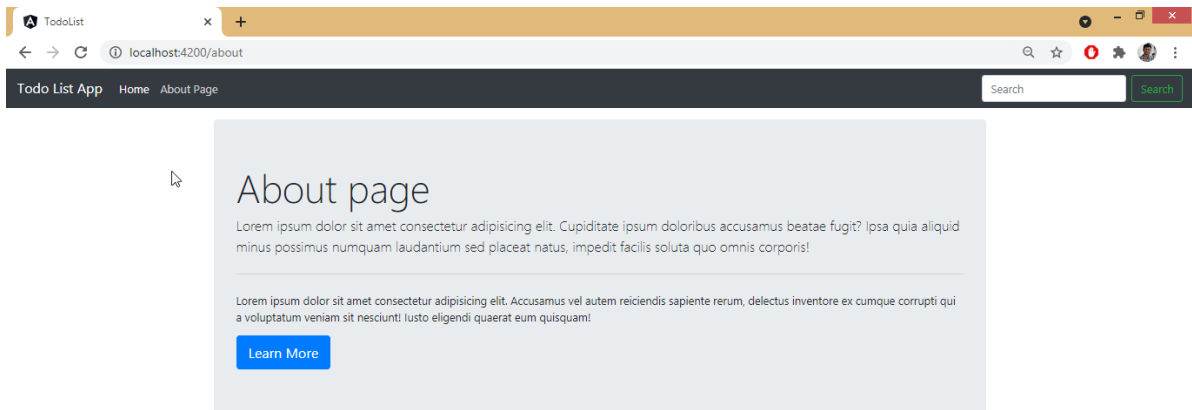 TodoList
localhost:4200/about
Todo List App Home About Page Search Search
About page
Lorem ipsum dolor sit amet consectetur adipisicing elit. Cupiditate ipsum doloribus accusamus beatae fugit? Ipsa quia aliquid
minus possimus numquam laudantium sed placeat natus, impedit facilis soluta quo omnis corporis!
Lorem ipsum dolor sit amet consectetur adipisicing elit. Accusamus vel autem reiciendis sapiente rerum, delectus inventore ex cumque corrupti qui
a voluptatum veniam sit nesciunt! Iusto eligendi quaerat eum quisquam!
Learn More